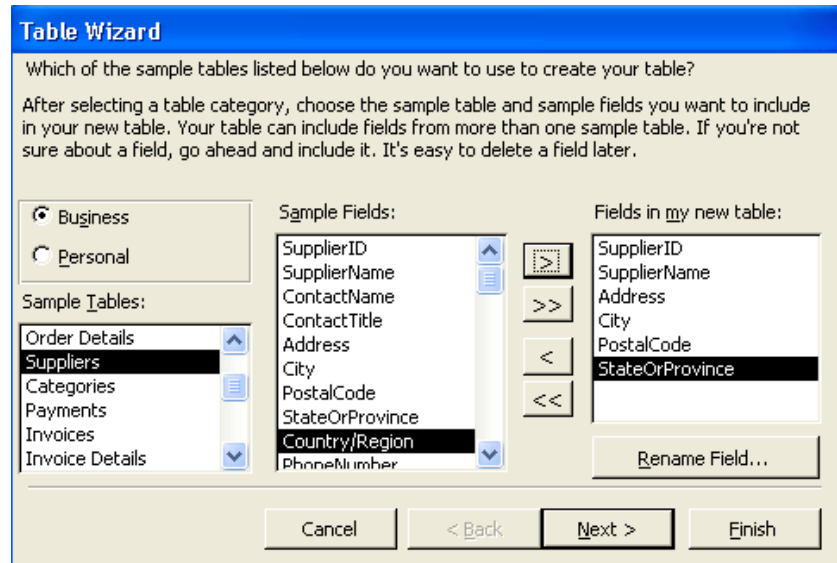 Table Wizard
Which of the sample tables listed below do you want to use to create your table?
After selecting a table category, choose the sample table and sample fields you want to include
in your new table. Your table can include fields from more than one sample table. If you're not
sure about a field, go ahead and include it. It's easy to delete a field later.
Business
Personal
Sample Tables:
Order Details
Suppliers
Categories
Payments
Invoices
Invoice Details
Sample Fields:
SupplierID
SupplierName
ContactName
ContactTitle
Address
City
PostalCode
StateOrProvince
Country/Region
PhoneNumber
>
>>
<
<<
Fields in my new table:
SupplierID
SupplierName
Address
City
PostalCode
StateOrProvince
Rename Field...
Cancel
< Back
Next >
Finish